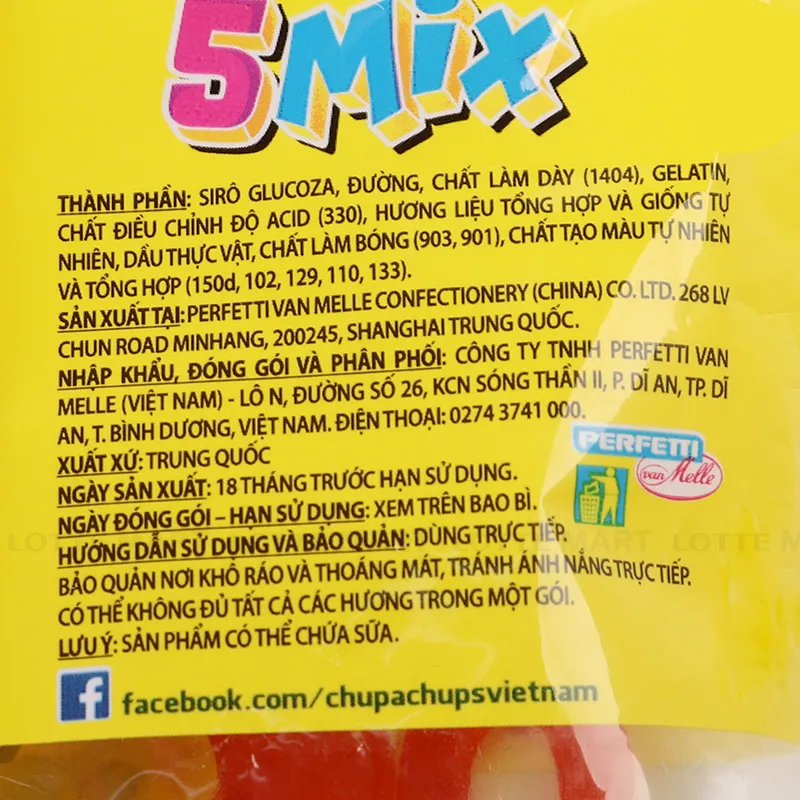 5Mix
THÀNH PHẦN: SIRÔ GLUCOZA, ĐƯỜNG, CHẤT LÀM DÀY (1404), GELATIN,
CHẤT ĐIỀU CHỈNH ĐỘ ACID (330), HƯƠNG LIỆU TỔNG HỢP VÀ GIỐNG TỰ
NHIÊN, DẦU THỰC VẬT, CHẤT LÀM BÓNG (903, 901), CHẤT TẠO MÀU TỰ NHIÊN
VÀ TỔNG HỢP (150d, 102, 129, 110, 133).
SẢN XUẤT TẠI: PERFETTI VAN MELLE CONFECTIONERY (CHINA) CO. LTD. 268 LV
CHUN ROAD MINHANG, 200245, SHANGHAI TRUNG QUỐC.
NHẬP KHẨU, ĐÓNG GÓI VÀ PHÂN PHỐI: CÔNG TY TNHH PERFETTI VAN
MELLE (VIỆT NAM) - LÔ N, ĐƯỜNG SỐ 26, KCN SÓNG THẦN II, P. DĨ AN, TP. DĨ
AN, T. BÌNH DƯƠNG, VIỆT NAM. ĐIỆN THOẠI: 0274 3741 000.
XUẤT XỨ: TRUNG QUỐC
NGÀY SẢN XUẤT: 18 THÁNG TRƯỚC HẠN SỬ DỤNG.
NGÀY ĐÓNG GÓI – HẠN SỬ DỤNG: XEM TRÊN BAO BÌ.
HƯỚNG DẪN SỬ DỤNG VÀ BẢO QUẢN: DÙNG TRỰC TIẾP.
BẢO QUẢN NƠI KHÔ RÁO VÀ THOÁNG MÁT, TRÁNH ÁNH NẮNG TRỰC TIẾP.
CÓ THỂ KHÔNG ĐỦ TẤT CẢ CÁC HƯƠNG TRONG MỘT GÓI.
LƯU Ý: SẢN PHẨM CÓ THỂ CHỨA SỮA.
PERFETTI
van Melle
f facebook.com/chupachupsvietnam